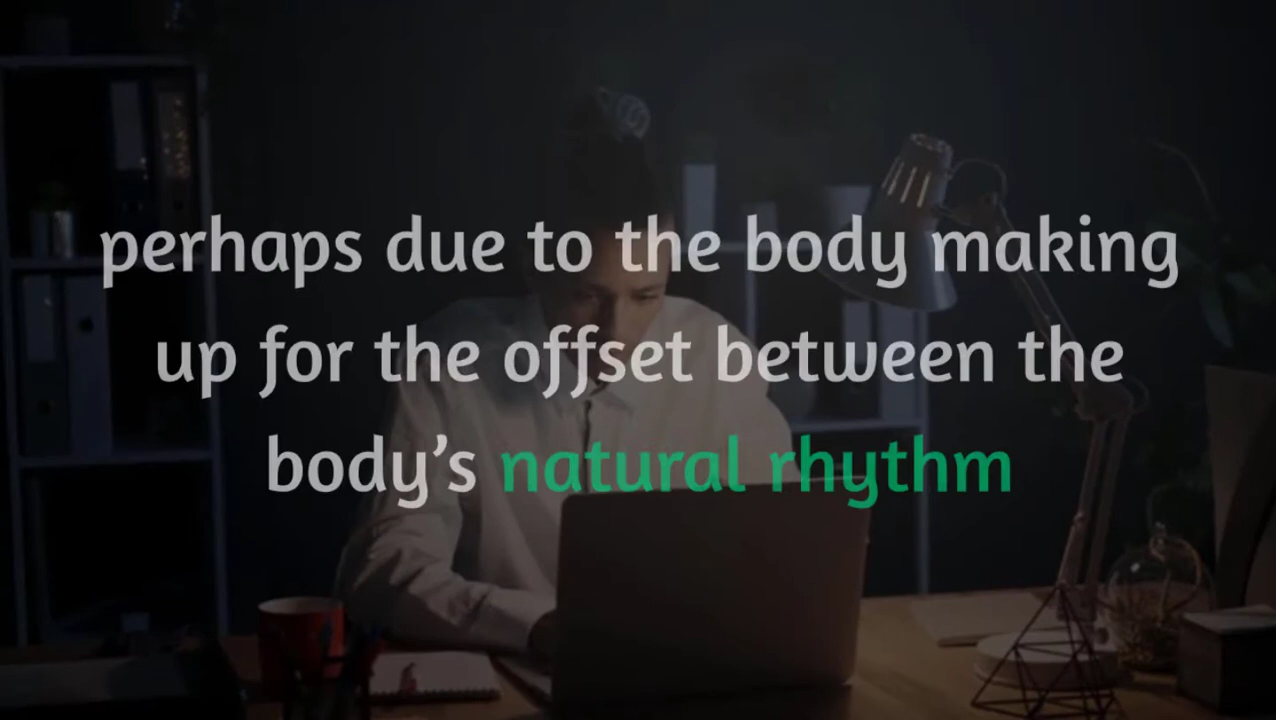 perhaps due to the body making
up for the offset between the
body’s natural rhythm